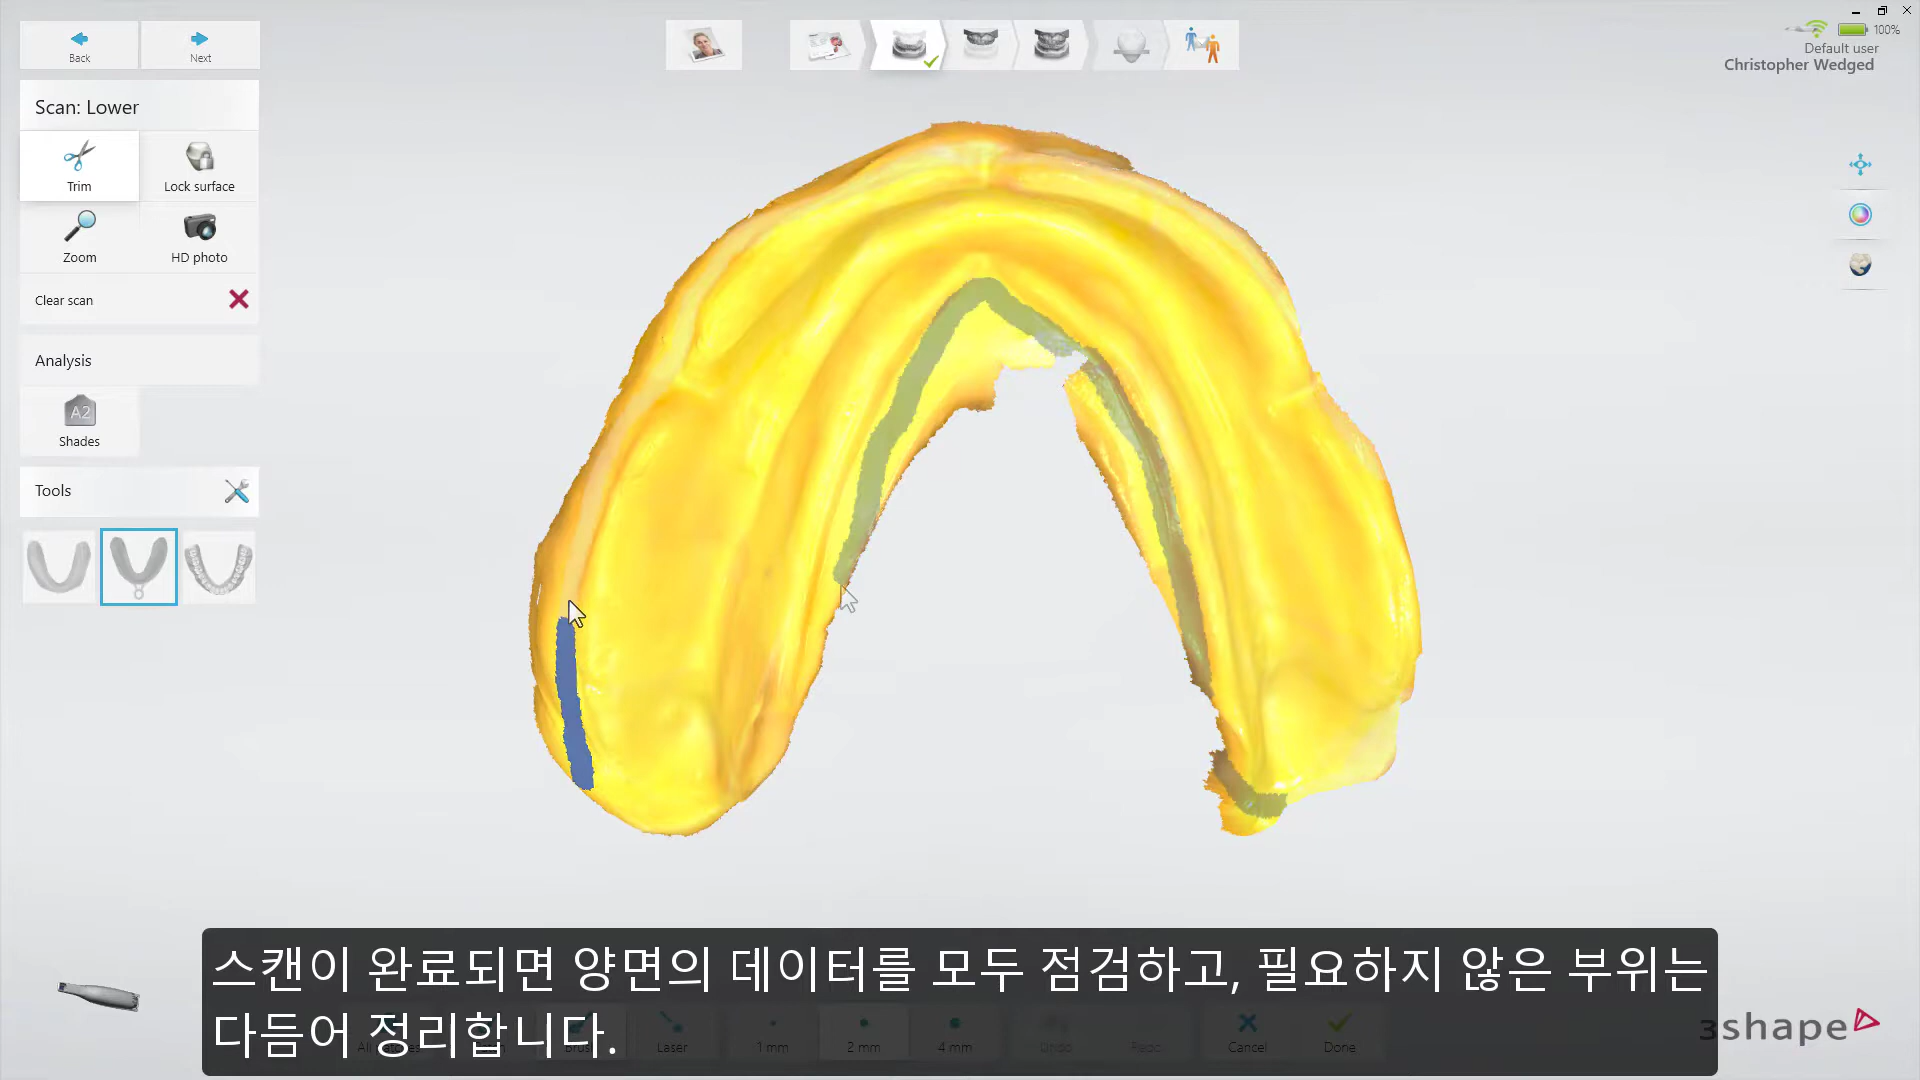 Back
Next
100%
Default user
Christopher Wedged
Scan: Lower
Trim
Lock surface
Zoom
HD photo
Clear scan
Analysis
A2
Shades
Tools
스캔이 완료되면 양면의 데이터를 모두 점검하고, 필요하지 않은 부위는
다듬어 정리합니다.
Brush
Laser
1 mm
2 mm
4 mm
Undo
Redo
Cancel
Done
3shape